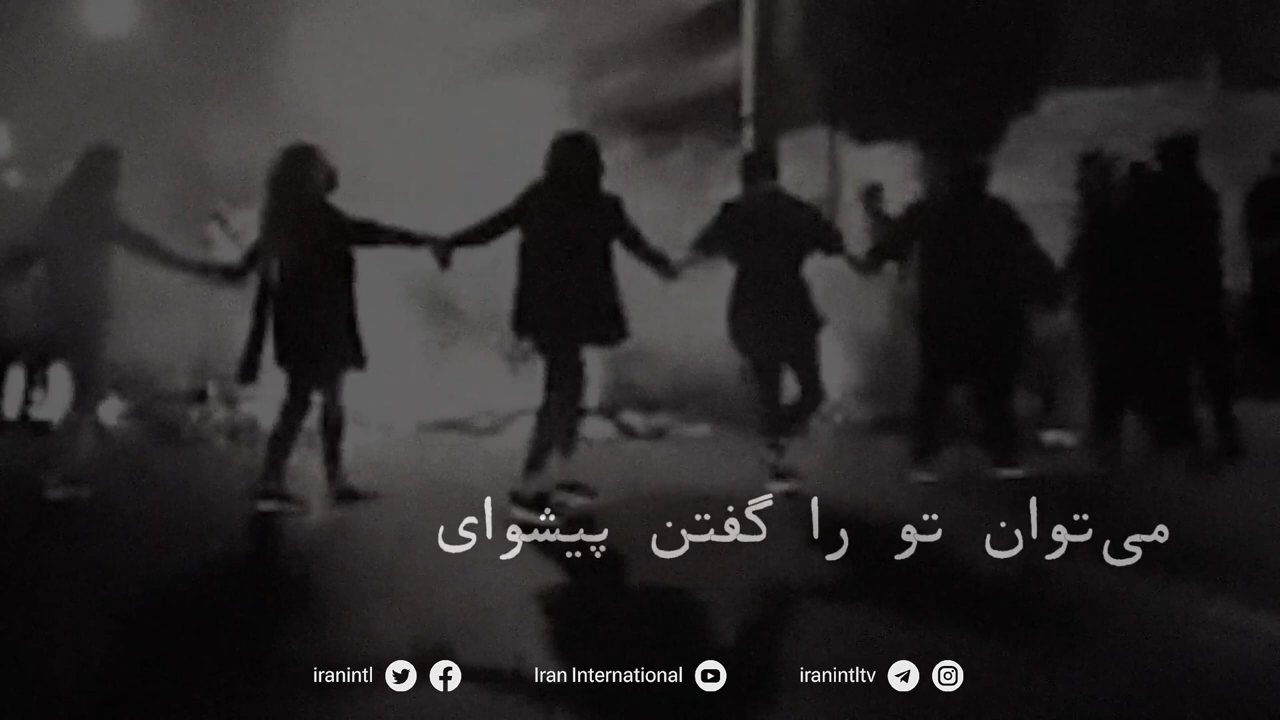 می‌توان تو را گفتن پیشوای
iranintl Iran International iranintltv